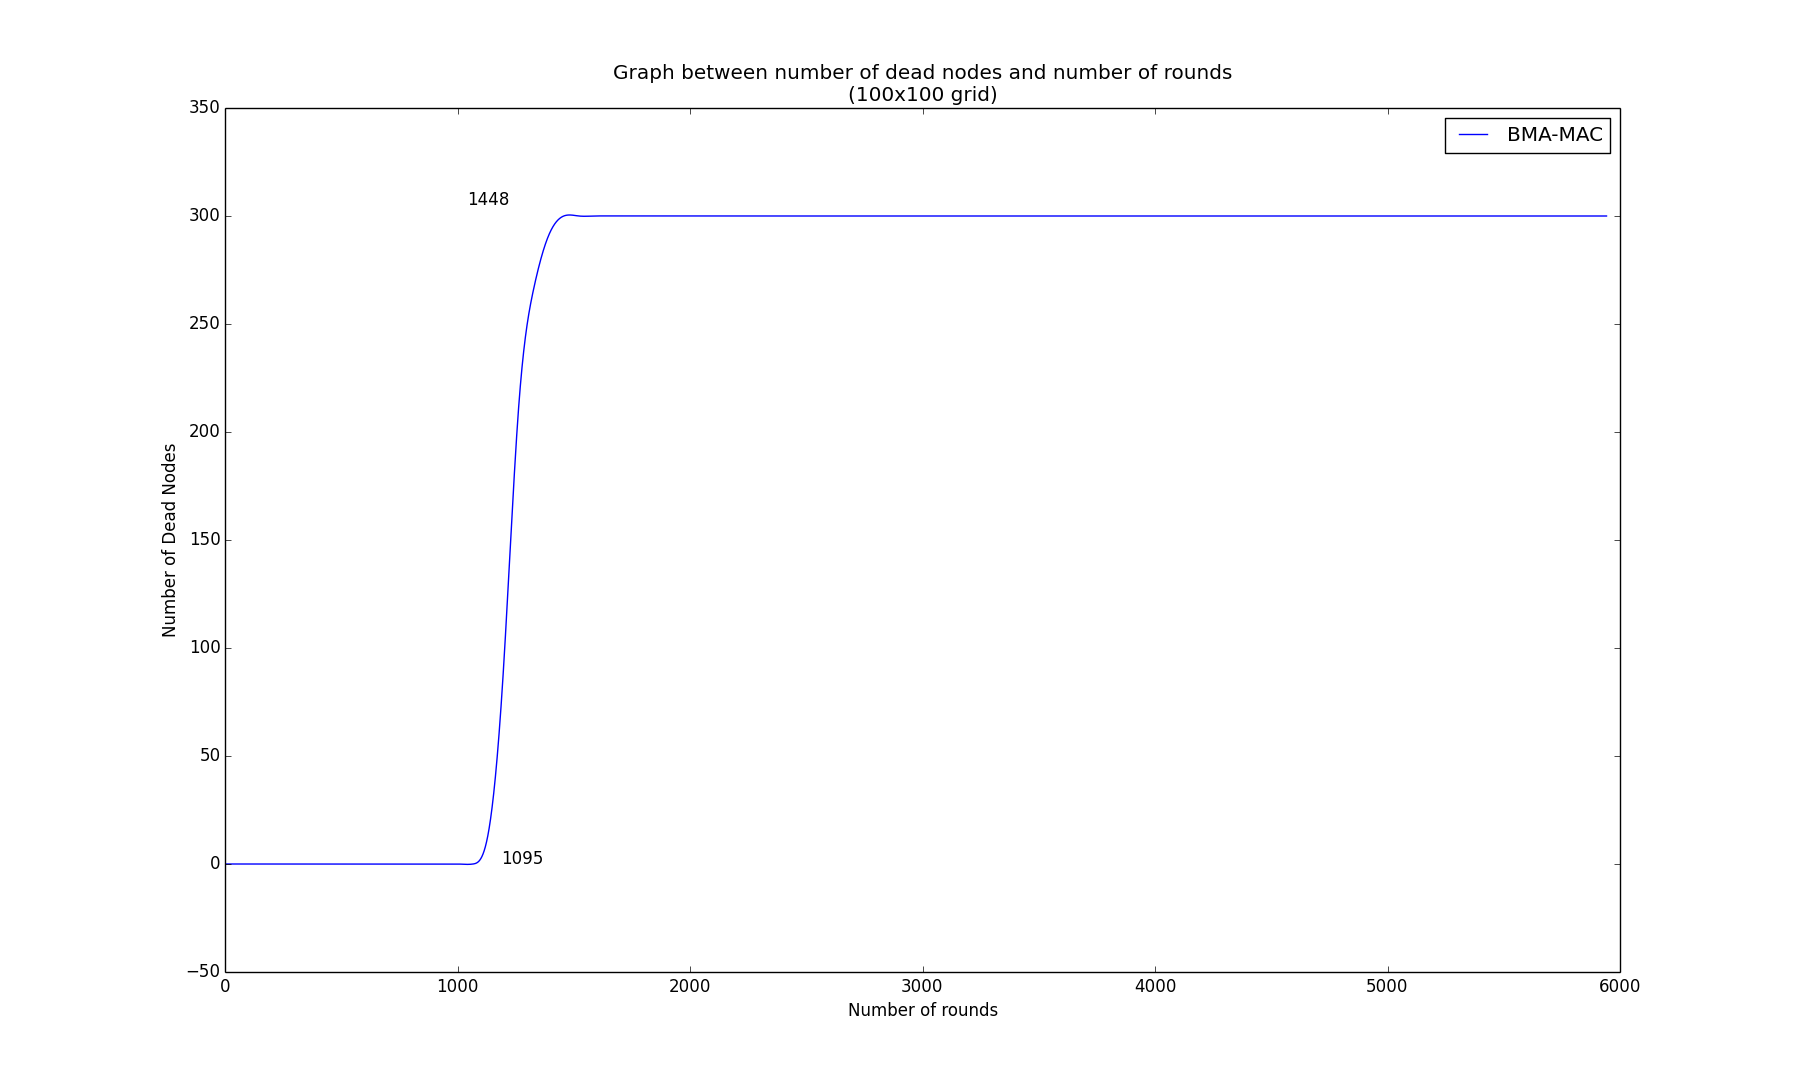 Graph between number of dead nodes and number of rounds
(100x100 grid)
350
BMA-MAC
1448
300
250
200
150
100
50
1095
0
−50
Number of Dead Nodes
0 1000 2000 3000 4000 5000 6000
Number of rounds